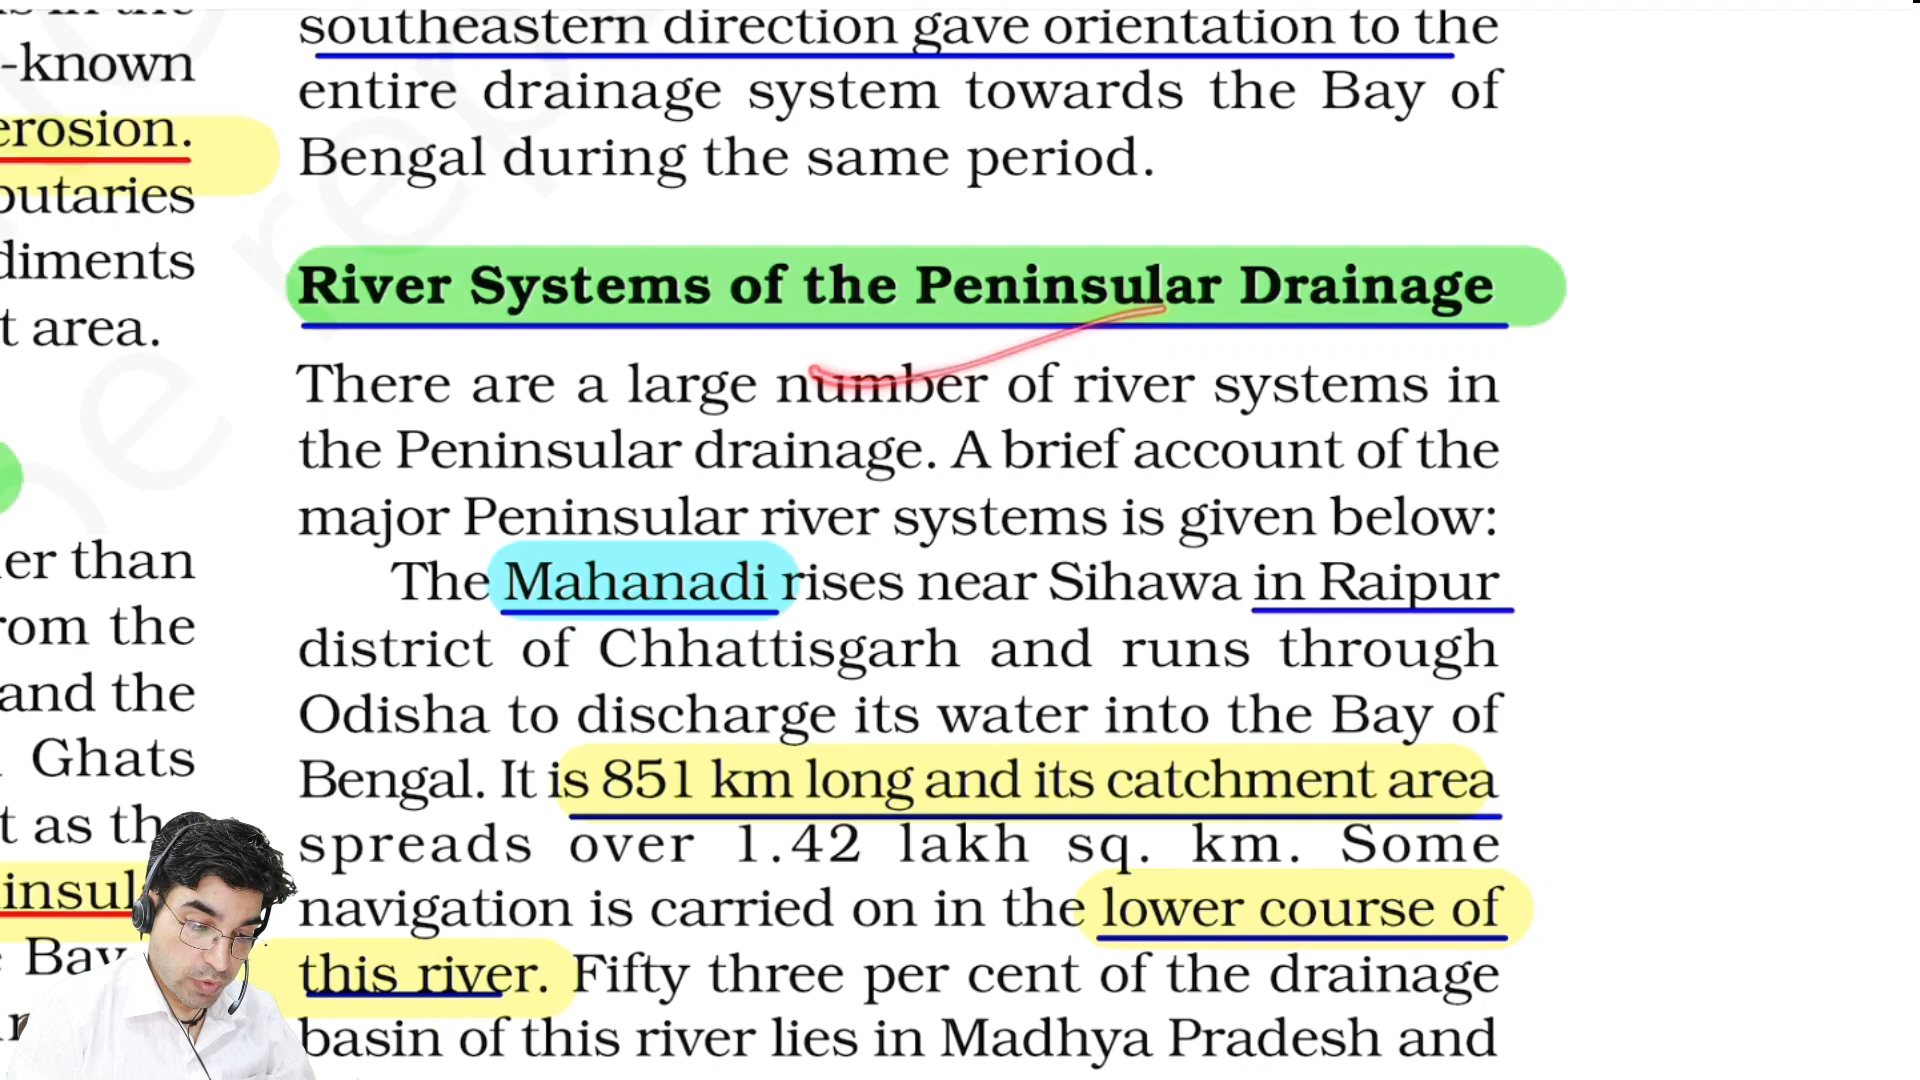 -known
erosion.
diments
t area.
er than
rom the
and the
Ghats
t as
Bay
southeastern direction gave orientation to the
entire drainage system towards the Bay of
Bengal during the same period.
River Systems of the Peninsular Drainage
There are a large number of river systems in
the Peninsular drainage. A brief account of the
major Peninsular river systems is given below:
The Mahanadi rises near Sihawa in Raipur
district of Chhattisgarh and runs through
Odisha to discharge its water into the Bay of
Bengal. It is 851 km long and its catchment area
spreads over 1.42 lakh sq. km. Some
navigation is carried on in the lower course of
this river. Fifty three per cent of the drainage
basin of this river lies in Madhya Pradesh and